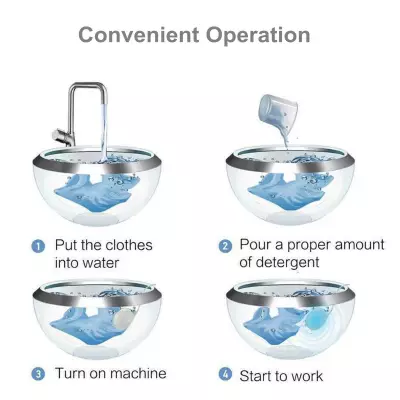 Convenient Operation
1 Put the clothes
into water
2 Pour a proper amount
of detergent
3 Turn on machine
4 Start to work